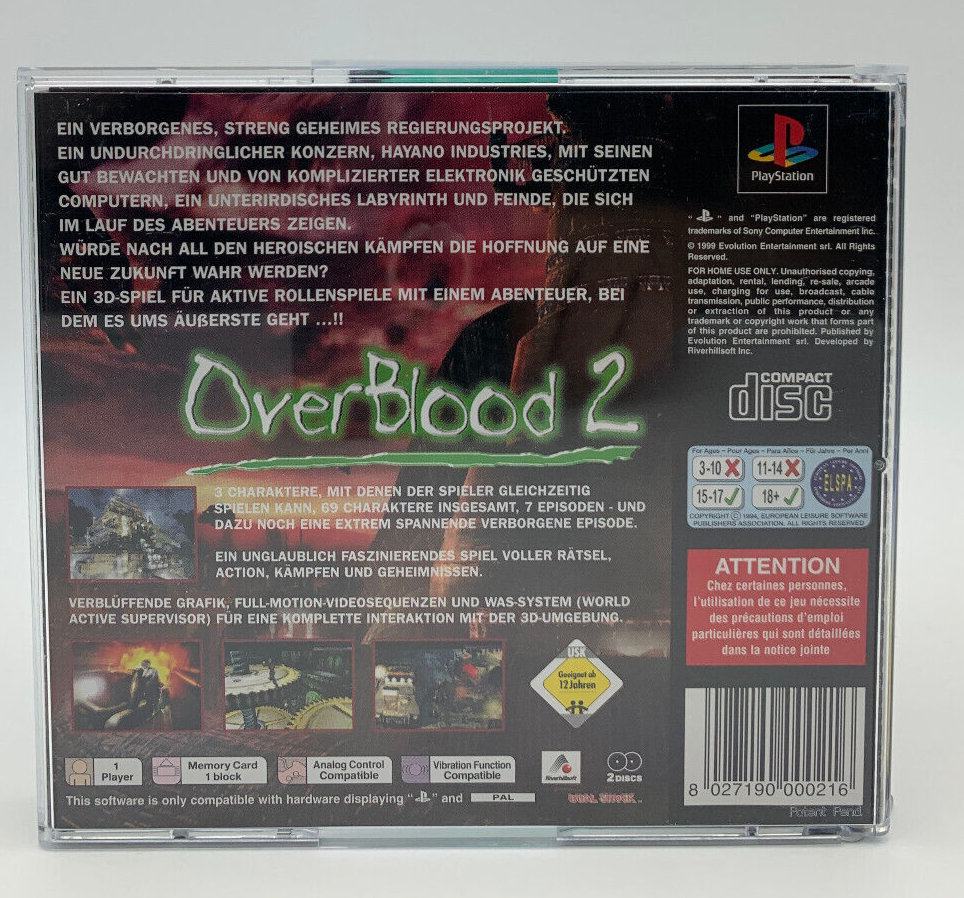 EIN VERBORGENES, STRENG GEHEIMES REGIERUNGSPROJEKT.
EIN UNDURCHDRINGLICHER KONZERN, HAYANO INDUSTRIES, MIT SEINEN
GUT BEWACHTEN UND VON KOMPLIZIERTER ELEKTRONIK GESCHÜTZTEN
COMPUTERN, EIN UNTERIRDISCHES LABYRINTH UND FEINDE, DIE SICH
IM LAUF DES ABENTEUERS ZEIGEN.
WÜRDE NACH ALL DEN HEROISCHEN KÄMPFEN DIE HOFFNUNG AUF EINE
NEUE ZUKUNFT WAHR WERDEN?
EIN 3D-SPIEL FÜR AKTIVE ROLLENSPIELE MIT EINEM ABENTEUER, BEI
DEM ES UMS ÄUßERSTE GEHT ...!!
OverBlood 2
3 CHARAKTERE, MIT DENEN DER SPIELER GLEICHZEITIG
SPIELEN KANN, 69 CHARAKTERE INSGESAMT, 7 EPISODEN - UND
DAZU NOCH EINE EXTREM SPANNENDE VERBORGENE EPISODE.
EIN UNGLAUBLICH FASZINIERENDES SPIEL VOLLER RÄTSEL,
ACTION, KÄMPFEN UND GEHEIMNISSEN.
VERBLÜFFENDE GRAFIK, FULL-MOTION-VIDEOSEQUENZEN UND WAS-SYSTEM (WORLD
ACTIVE SUPERVISOR) FÜR EINE KOMPLETTE INTERAKTION MIT DER 3D-UMGEBUNG.
USK
Geeignet ab
12 Jahren
1
Player
Memory Card
1 block
Analog Control
Compatible
Vibration Function
Compatible
Riverhillsoft
2 DISCS
This software is only compatible with hardware displaying " " and PAL
DUAL SHOCK
PlayStation
" " and "PlayStation" are registered
trademarks of Sony Computer Entertainment Inc.
© 1999 Evolution Entertainment srl. All Rights
Reserved.
FOR HOME USE ONLY. Unauthorised copying,
adaptation, rental, lending, re-sale, arcade
use, charging for use, broadcast, cable
transmission, public performance, distribution
or extraction of this product or any
trademark or copyright work that forms part
of this product are prohibited. Published by
Evolution Entertainment srl. Developed by
Riverhillsoft Inc.
COMPACT
disc
For Ages - Pour Ages - Para Años - Für Jahre - Per Anni
3-10 11-14
15-17 18+
ELSPA
COPYRIGHT © 1994, EUROPEAN LEISURE SOFTWARE
PUBLISHERS ASSOCIATION. ALL RIGHTS RESERVED
ATTENTION
Chez certaines personnes,
l'utilisation de ce jeu nécessite
des précautions d'emploi
particulières qui sont détaillées
dans la notice jointe
8 027190 000216
Patent Pend